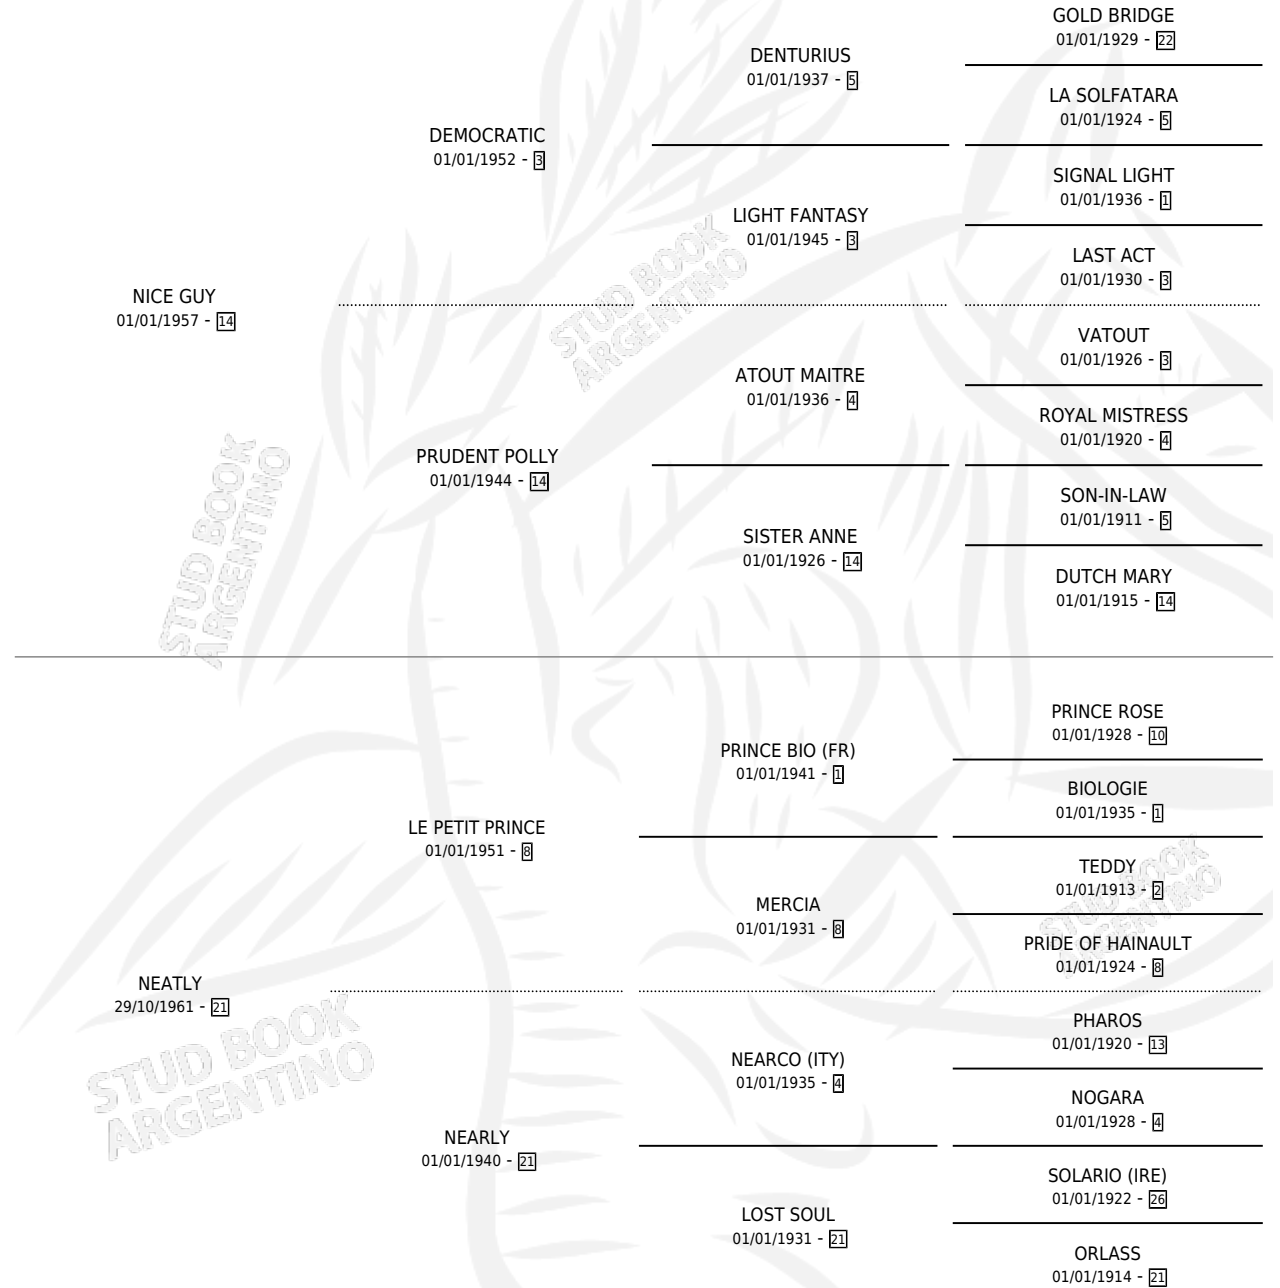 GOLD BRIDGE
01/01/1929 - 22
DENTURIUS
01/01/1937 - 5
LA SOLFATARA
01/01/1924 - 5
DEMOCRATIC
01/01/1952 - 3
SIGNAL LIGHT
01/01/1936 - 1
LIGHT FANTASY
01/01/1945 - 3
LAST ACT
01/01/1930 - 3
NICE GUY
01/01/1957 - 14
VATOUT
01/01/1926 - 3
ATOUT MAITRE
01/01/1936 - 4
ROYAL MISTRESS
01/01/1920 - 4
PRUDENT POLLY
01/01/1944 - 14
SON-IN-LAW
01/01/1911 - 5
SISTER ANNE
01/01/1926 - 14
DUTCH MARY
01/01/1915 - 14
PRINCE ROSE
01/01/1928 - 10
PRINCE BIO (FR)
01/01/1941 - 1
BIOLOGIE
01/01/1935 - 1
LE PETIT PRINCE
01/01/1951 - 8
TEDDY
01/01/1913 - 2
MERCIA
01/01/1931 - 8
PRIDE OF HAINAULT
01/01/1924 - 8
NEATLY
29/10/1961 - 21
PHAROS
01/01/1920 - 13
NEARCO (ITY)
01/01/1935 - 4
NOGARA
01/01/1928 - 4
NEARLY
01/01/1940 - 21
SOLARIO (IRE)
01/01/1922 - 26
LOST SOUL
01/01/1931 - 21
ORLASS
01/01/1914 - 21
STUD BOOK
ARGENTINO
STUD BOOK
ARGENTINO
STUD BOOK
ARGENTINO
STUD BOOK
ARGENTINO